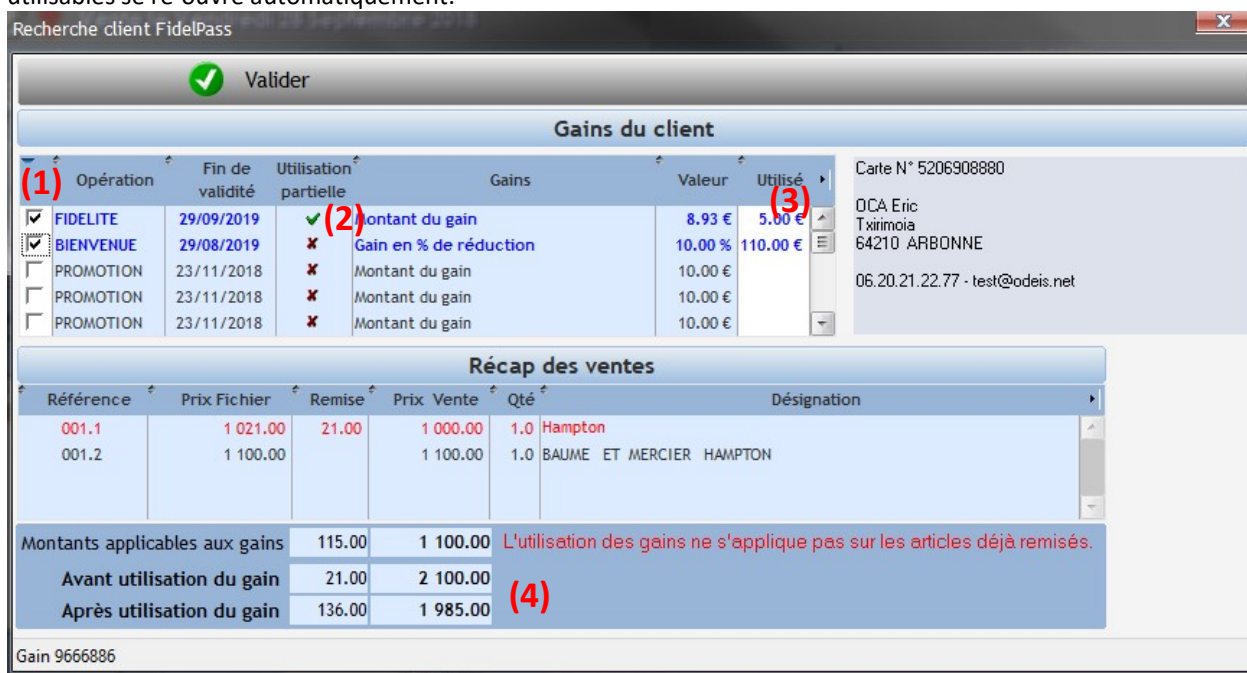 utilisables se ré-ouvre automatiquement.
Recherche client FidelPass
X
Valider
Gains du client
(1) Opération Fin de validité Utilisation partielle Gains Valeur Utilisé
(2) (3)
FIDELITE 29/09/2019 Montant du gain 8.93 € 5.00 €
BIENVENUE 29/08/2019 Gain en % de réduction 10.00 % 110.00 €
PROMOTION 23/11/2018 Montant du gain 10.00 €
PROMOTION 23/11/2018 Montant du gain 10.00 €
PROMOTION 23/11/2018 Montant du gain 10.00 €
Carte N° 5206908880
OCA Eric
Txirimoia
64210 ARBONNE
06.20.21.22.77 - test@odeis.net
Récap des ventes
Référence Prix Fichier Remise Prix Vente Qté Désignation
001.1 1 021.00 21.00 1 000.00 1.0 Hampton
001.2 1 100.00 1 100.00 1.0 BAUME ET MERCIER HAMPTON
Montants applicables aux gains 115.00 1 100.00 L'utilisation des gains ne s'applique pas sur les articles déjà remisés.
Avant utilisation du gain 21.00 2 100.00
(4)
Après utilisation du gain 136.00 1 985.00
Gain 9666886